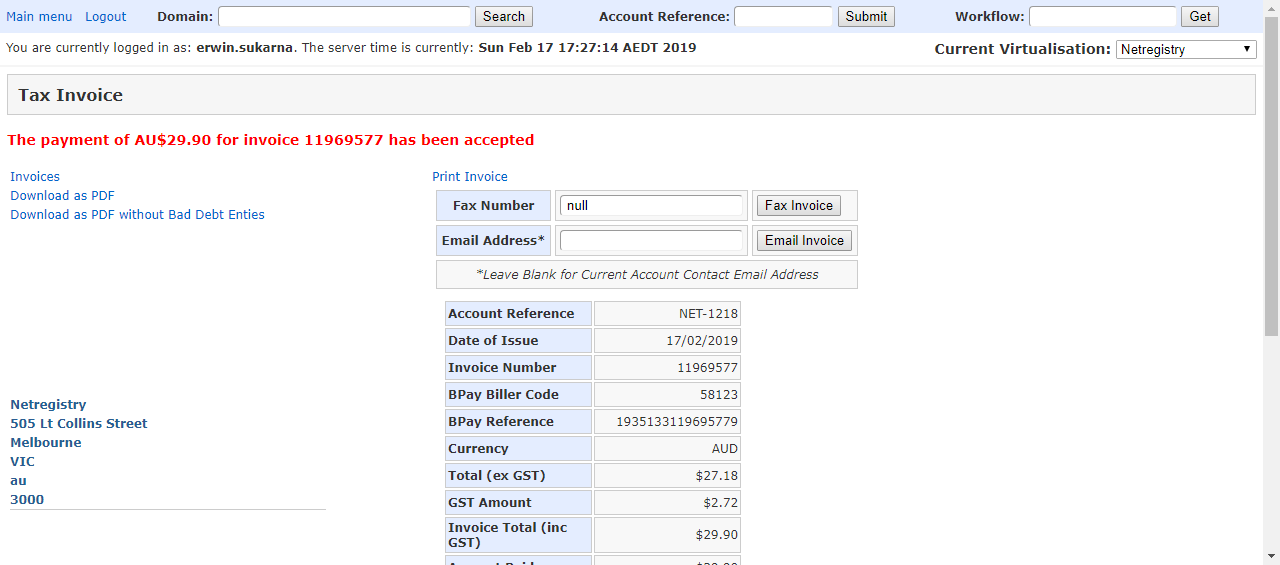 Main menu Logout Domain: Search Account Reference: Submit Workflow: Get
You are currently logged in as: erwin.sukarna. The server time is currently: Sun Feb 17 17:27:14 AEDT 2019 Current Virtualisation: Netregistry
Tax Invoice
The payment of AU$29.90 for invoice 11969577 has been accepted
Invoices
Download as PDF
Download as PDF without Bad Debt Enties
Netregistry
505 Lt Collins Street
Melbourne
VIC
au
3000
Print Invoice
Fax Number null Fax Invoice
Email Address* Email Invoice
*Leave Blank for Current Account Contact Email Address
Account Reference NET-1218
Date of Issue 17/02/2019
Invoice Number 11969577
BPay Biller Code 58123
BPay Reference 1935133119695779
Currency AUD
Total (ex GST) $27.18
GST Amount $2.72
Invoice Total (inc GST) $29.90